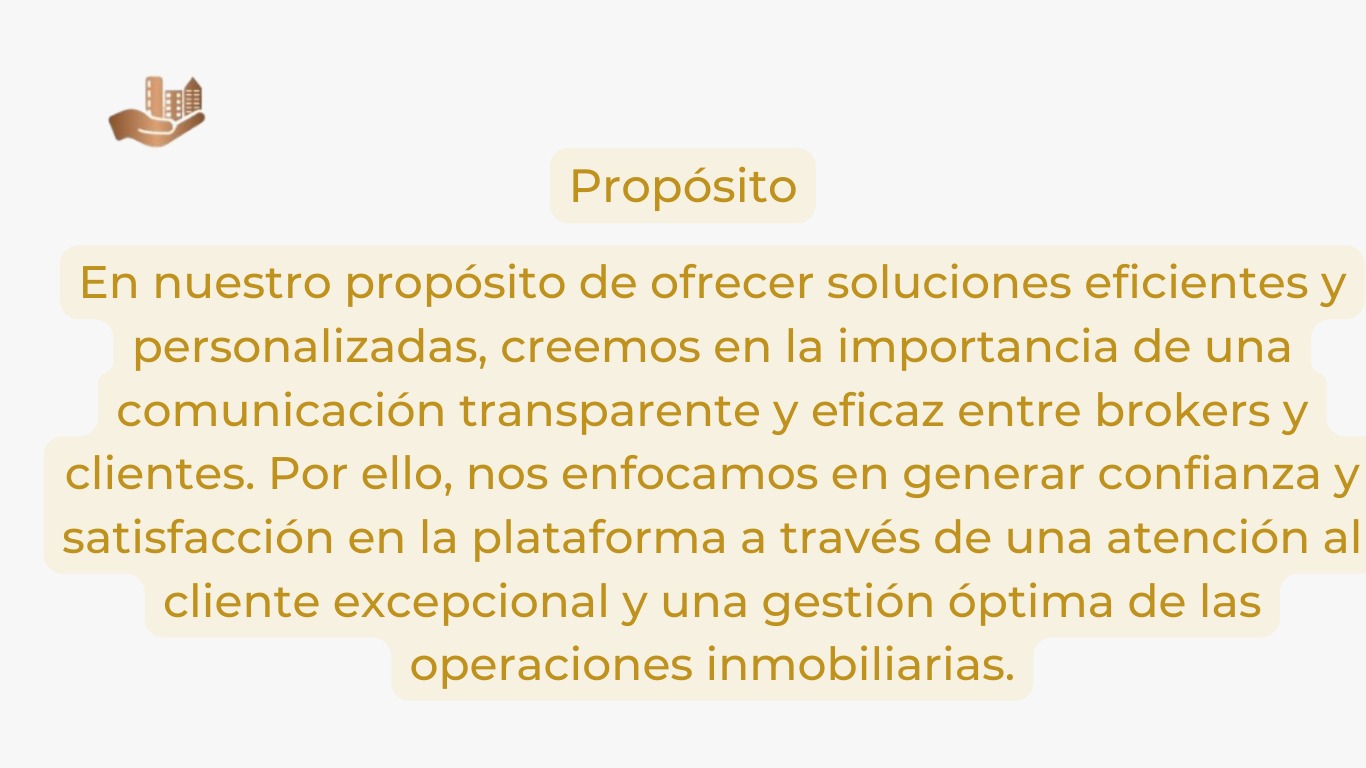 Propósito
En nuestro propósito de ofrecer soluciones eficientes y
personalizadas, creemos en la importancia de una
comunicación transparente y eficaz entre brokers y
clientes. Por ello, nos enfocamos en generar confianza y
satisfacción en la plataforma a través de una atención al
cliente excepcional y una gestión óptima de las
operaciones inmobiliarias.